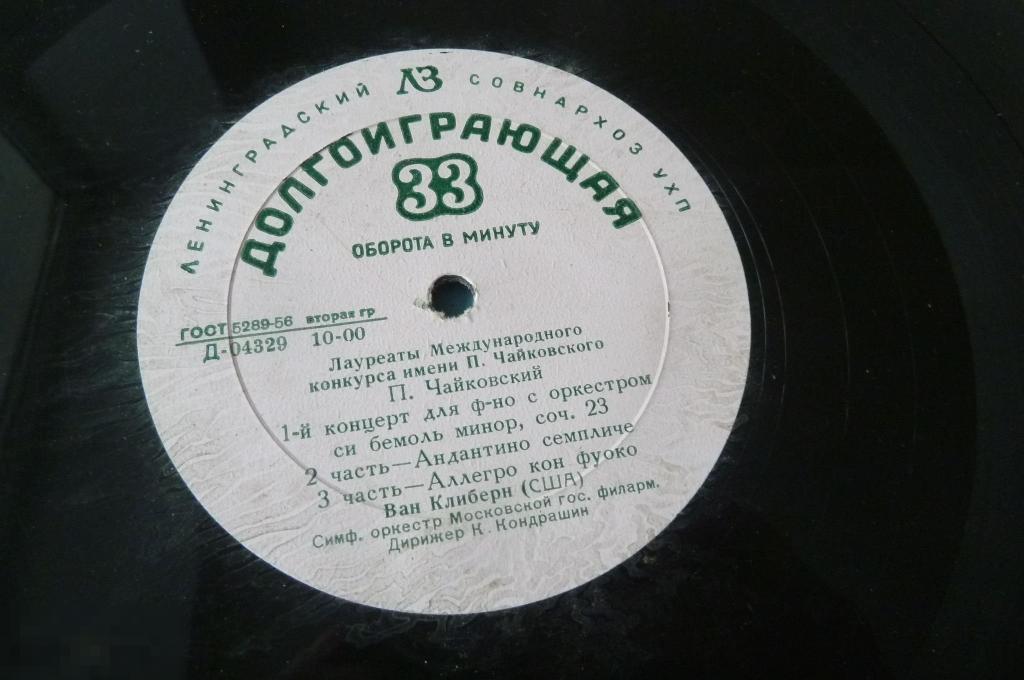 ЛЕНИНГРАДСКИЙ ЛЗ СОВНАРХОЗ УХП
ДОЛГОИГРАЮЩАЯ
33
ОБОРОТА В МИНУТУ
ГОСТ 5289-56 вторая гр
Д-04329 10-00
Лауреаты Международного
конкурса имени П. Чайковского
П. Чайковский
1-й концерт для ф-но с оркестром
си бемоль минор, соч. 23
2 часть—Андантино семпличе
3 часть—Аллегро кон фуоко
Ван Клиберн (США)
Симф. оркестр Московской гос. филарм.
Дирижер К. Кондрашин